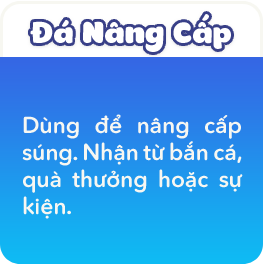 Đá Nâng Cấp
Dùng để nâng cấp
súng. Nhận từ bắn cá,
quà thưởng hoặc sự
kiện.